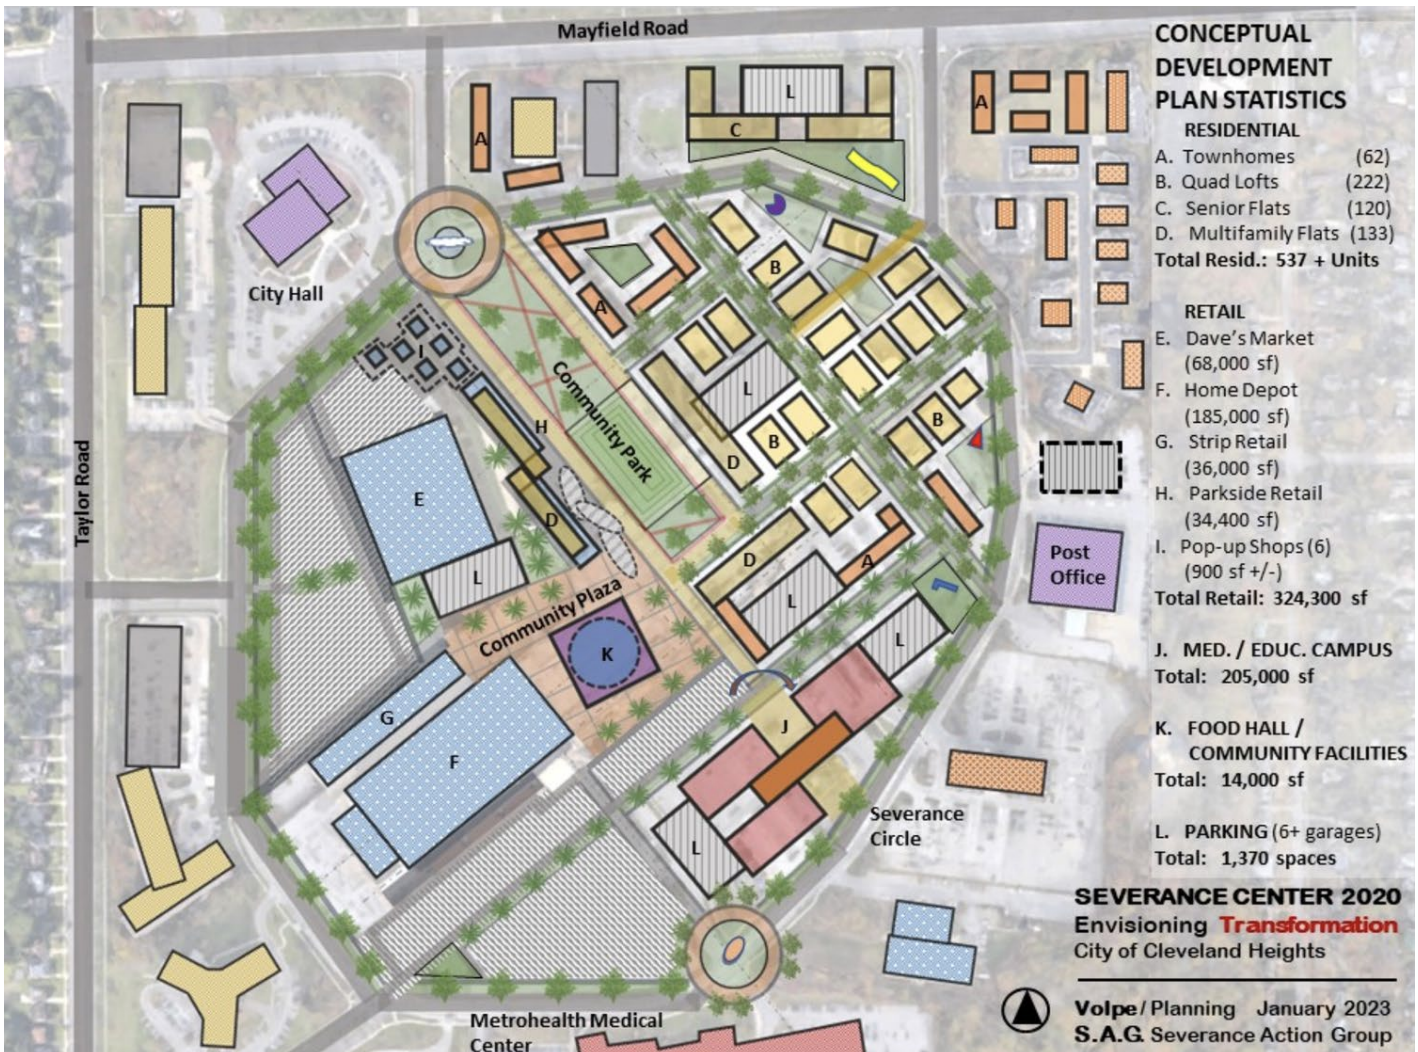 Mayfield Road
CONCEPTUAL
DEVELOPMENT
PLAN STATISTICS
RESIDENTIAL
A. Townhomes (62)
B. Quad Lofts (222)
C. Senior Flats (120)
D. Multifamily Flats (133)
Total Resid.: 537 + Units
RETAIL
E. Dave's Market
(68,000 sf)
F. Home Depot
(185,000 sf)
G. Strip Retail
(36,000 sf)
H. Parkside Retail
(34,400 sf)
I. Pop-up Shops (6)
(900 sf +/-)
Total Retail: 324,300 sf
J. MED. / EDUC. CAMPUS
Total: 205,000 sf
K. FOOD HALL /
COMMUNITY FACILITIES
Total: 14,000 sf
L. PARKING (6+ garages)
Total: 1,370 spaces
SEVERANCE CENTER 2020
Envisioning Transformation
City of Cleveland Heights
Volpe/Planning January 2023
S.A.G. Severance Action Group
Taylor Road
City Hall
A
L
C
A
A
B
I
H
Community Park
L
B
B
D
E
D
L
D
A
L
L
Community Plaza
K
G
F
J
L
Post
Office
Severance
Circle
Metrohealth Medical
Center